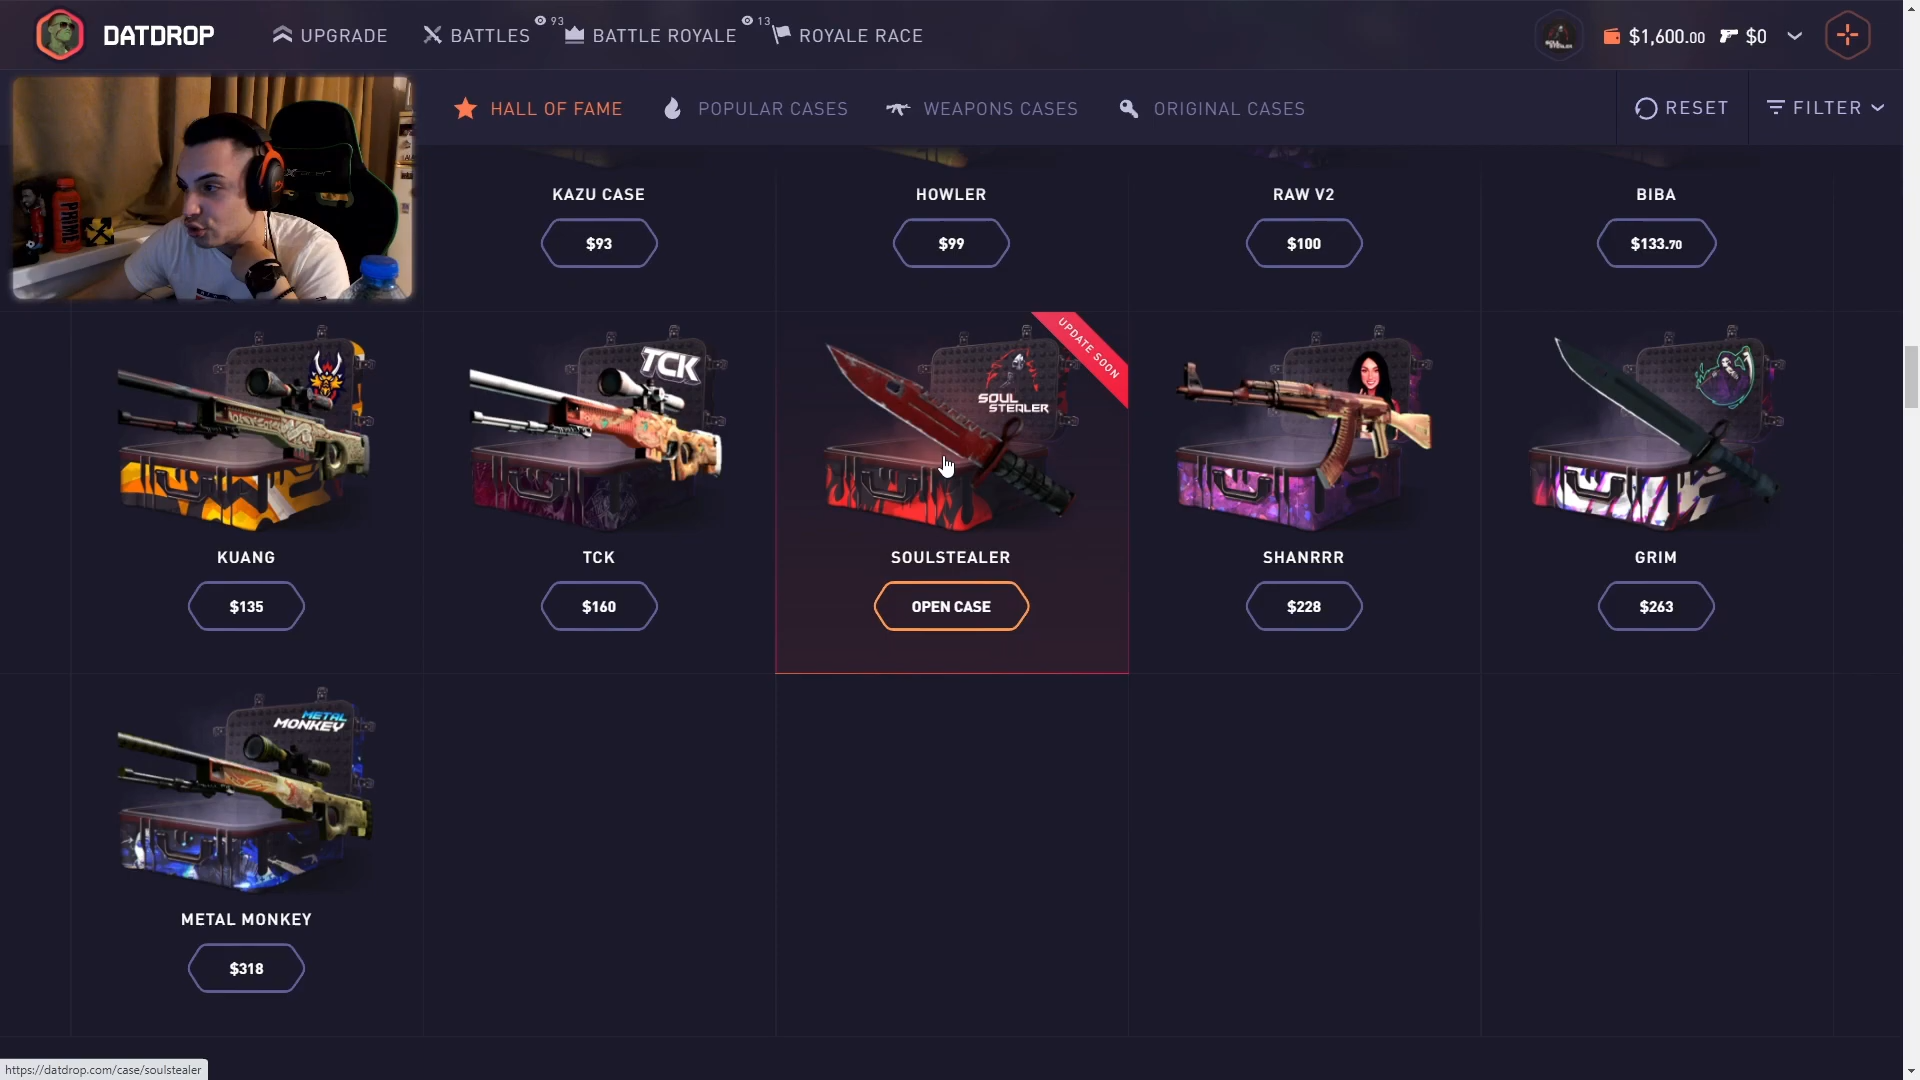 DATDROP
UPGRADE
BATTLES
93
BATTLE ROYALE
13
ROYALE RACE
$1,600.00
$0
HALL OF FAME
POPULAR CASES
WEAPONS CASES
ORIGINAL CASES
RESET
FILTER
PRIME
KAZU CASE
HOWLER
RAW V2
BIBA
$93
$99
$100
$133.70
TCK
SOUL
STEALER
UPDATE SOON
KUANG
TCK
SOULSTEALER
SHANRRR
GRIM
$135
$160
OPEN CASE
$228
$263
METAL
MONKEY
METAL MONKEY
$318
https://datdrop.com/case/soulstealer